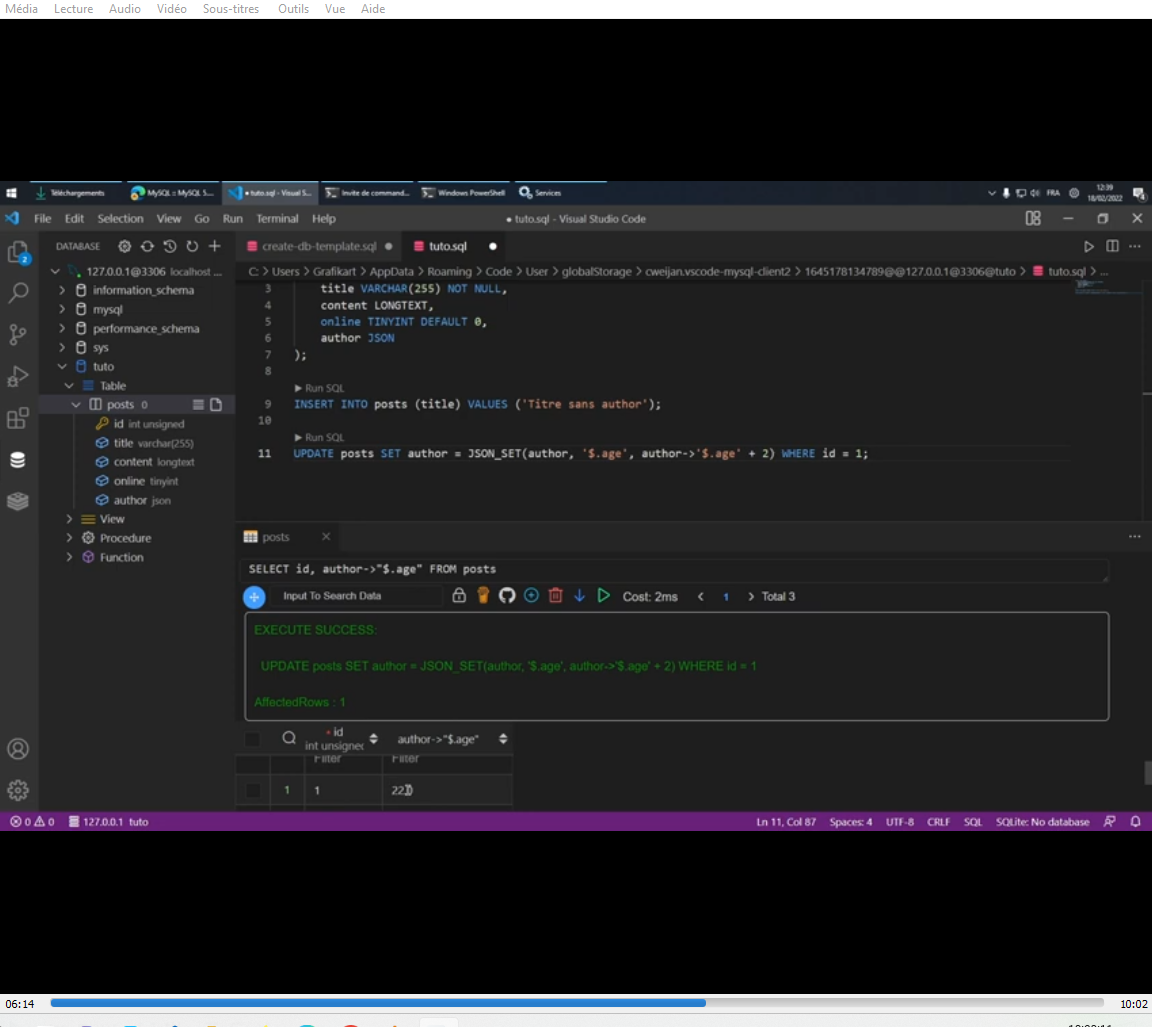 Média Lecture Audio Vidéo Sous-titres Outils Vue Aide
Téléchargements MySQL :: MySQL 5... • tuto.sql - Visual S... Invite de command... Windows PowerShell Services FRA 12:39
18/02/2022
File Edit Selection View Go Run Terminal Help • tuto.sql - Visual Studio Code
2
DATABASE
create-db-template.sql tuto.sql
C: > Users > Grafikart > AppData > Roaming > Code > User > globalStorage > cweijan.vscode-mysql-client2 > 1645178134789@@127.0.0.1@3306@tuto > tuto.sql > ...
127.0.0.1@3306 localhost ...
information_schema
mysql
performance_schema
sys
tuto
Table
posts 0
id int unsigned
title varchar(255)
content longtext
online tinyint
author json
View
Procedure
Function
3 title VARCHAR(255) NOT NULL,
4 content LONGTEXT,
5 online TINYINT DEFAULT 0,
6 author JSON
7 );
8
▶ Run SQL
9 INSERT INTO posts (title) VALUES ('Titre sans author');
10
▶ Run SQL
11 UPDATE posts SET author = JSON_SET(author, '$.age', author->'$.age' + 2) WHERE id = 1;
posts
SELECT id, author->"$.age" FROM posts
Input To Search Data Cost: 2ms < 1 > Total 3
EXECUTE SUCCESS:
UPDATE posts SET author = JSON_SET(author, '$.age', author->'$.age' + 2) WHERE id = 1
AffectedRows : 1
* id
int unsigned
author->"$.age"
Filter Filter
1 1 22
0 0 127.0.0.1 tuto Ln 11, Col 87 Spaces: 4 UTF-8 CRLF SQL SQLite: No database
06:14 10:02